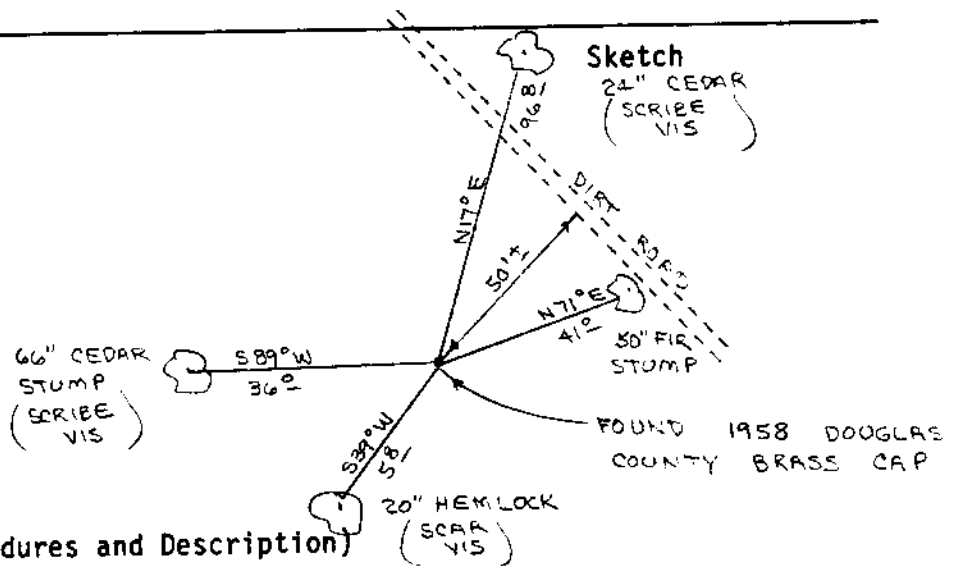 Sketch
24" CEDAR
(SCRIBE
VIS)
96 8
N17°E
DIRT ROAD
50'±
N71°E
41 0
50" FIR
STUMP
66" CEDAR
STUMP
(SCRIBE
VIS)
S89°W
36 0
FOUND 1958 DOUGLAS
COUNTY BRASS CAP
S39°W
58
20" HEMLOCK
(SCAR
VIS)
dures and Description)